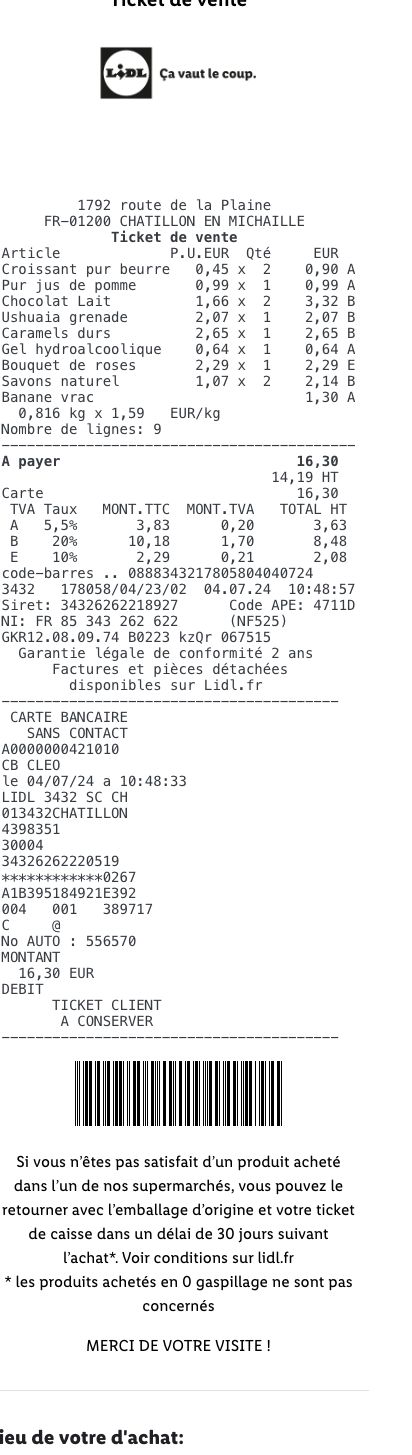 Ticket de vente
LIDL Ça vaut le coup.
1792 route de la Plaine
FR-01200 CHATILLON EN MICHAILLE
Ticket de vente
Article P.U.EUR Qté EUR
Croissant pur beurre 0,45 x 2 0,90 A
Pur jus de pomme 0,99 x 1 0,99 A
Chocolat Lait 1,66 x 2 3,32 B
Ushuaia grenade 2,07 x 1 2,07 B
Caramels durs 2,65 x 1 2,65 B
Gel hydroalcoolique 0,64 x 1 0,64 A
Bouquet de roses 2,29 x 1 2,29 E
Savons naturel 1,07 x 2 2,14 B
Banane vrac 1,30 A
0,816 kg x 1,59 EUR/kg
Nombre de lignes: 9
A payer 16,30
14,19 HT
Carte 16,30
TVA Taux MONT.TTC MONT.TVA TOTAL HT
A 5,5% 3,83 0,20 3,63
B 20% 10,18 1,70 8,48
E 10% 2,29 0,21 2,08
code-barres .. 0888343217805804040724
3432 178058/04/23/02 04.07.24 10:48:57
Siret: 34326262218927 Code APE: 4711D
NI: FR 85 343 262 622 (NF525)
GKR12.08.09.74 B0223 kzQr 067515
Garantie légale de conformité 2 ans
Factures et pièces détachées
disponibles sur Lidl.fr
CARTE BANCAIRE
SANS CONTACT
A0000000421010
CB CLEO
le 04/07/24 a 10:48:33
LIDL 3432 SC CH
013432CHATILLON
4398351
30004
34326262220519
************0267
A1B395184921E392
004 001 389717
C @
No AUTO : 556570
MONTANT
16,30 EUR
DEBIT
TICKET CLIENT
A CONSERVER
Si vous n'êtes pas satisfait d'un produit acheté
dans l'un de nos supermarchés, vous pouvez le
retourner avec l'emballage d'origine et votre ticket
de caisse dans un délai de 30 jours suivant
l'achat*. Voir conditions sur lidl.fr
* les produits achetés en 0 gaspillage ne sont pas
concernés
MERCI DE VOTRE VISITE !
ieu de votre d'achat: